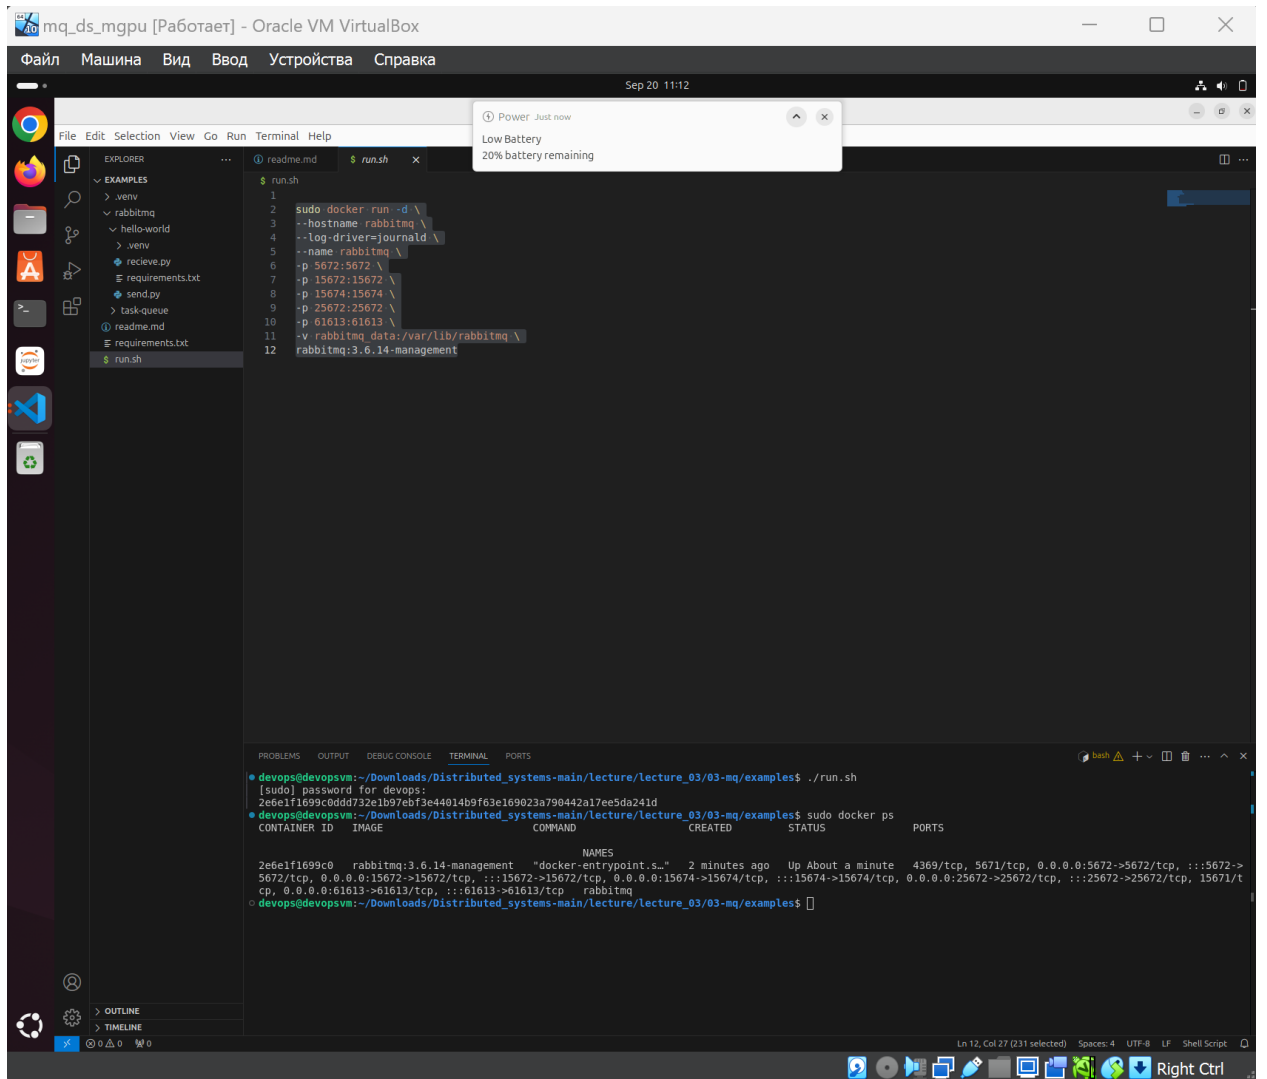 mq_ds_mgpu [Работает] - Oracle VM VirtualBox
Файл Машина Вид Ввод Устройства Справка
Sep 20 11:12
Power Just now
Low Battery
20% battery remaining
File Edit Selection View Go Run Terminal Help
EXPLORER
readme.md
$ run.sh
EXAMPLES
.venv
rabbitmq
hello-world
.venv
recieve.py
requirements.txt
send.py
task-queue
readme.md
requirements.txt
$ run.sh
$ run.sh
1
2 sudo docker run -d \
3 --hostname rabbitmq \
4 --log-driver=journald \
5 --name rabbitmq \
6 -p 5672:5672 \
7 -p 15672:15672 \
8 -p 15674:15674 \
9 -p 25672:25672 \
10 -p 61613:61613 \
11 -v rabbitmq_data:/var/lib/rabbitmq \
12 rabbitmq:3.6.14-management
jupyter
PROBLEMS OUTPUT DEBUG CONSOLE TERMINAL PORTS
bash
devops@devopsvm:~/Downloads/Distributed_systems-main/lecture/lecture_03/03-mq/examples$ ./run.sh
[sudo] password for devops:
2e6e1f1699c0ddd732e1b97ebf3e44014b9f63e169023a790442a17ee5da241d
devops@devopsvm:~/Downloads/Distributed_systems-main/lecture/lecture_03/03-mq/examples$ sudo docker ps
CONTAINER ID IMAGE COMMAND CREATED STATUS PORTS
NAMES
2e6e1f1699c0 rabbitmq:3.6.14-management "docker-entrypoint.s…" 2 minutes ago Up About a minute 4369/tcp, 5671/tcp, 0.0.0.0:5672->5672/tcp, :::5672->
5672/tcp, 0.0.0.0:15672->15672/tcp, :::15672->15672/tcp, 0.0.0.0:15674->15674/tcp, :::15674->15674/tcp, 0.0.0.0:25672->25672/tcp, :::25672->25672/tcp, 15671/t
cp, 0.0.0.0:61613->61613/tcp, :::61613->61613/tcp rabbitmq
devops@devopsvm:~/Downloads/Distributed_systems-main/lecture/lecture_03/03-mq/examples$
OUTLINE
TIMELINE
0 0 0
Ln 12, Col 27 (231 selected) Spaces: 4 UTF-8 LF Shell Script
Right Ctrl